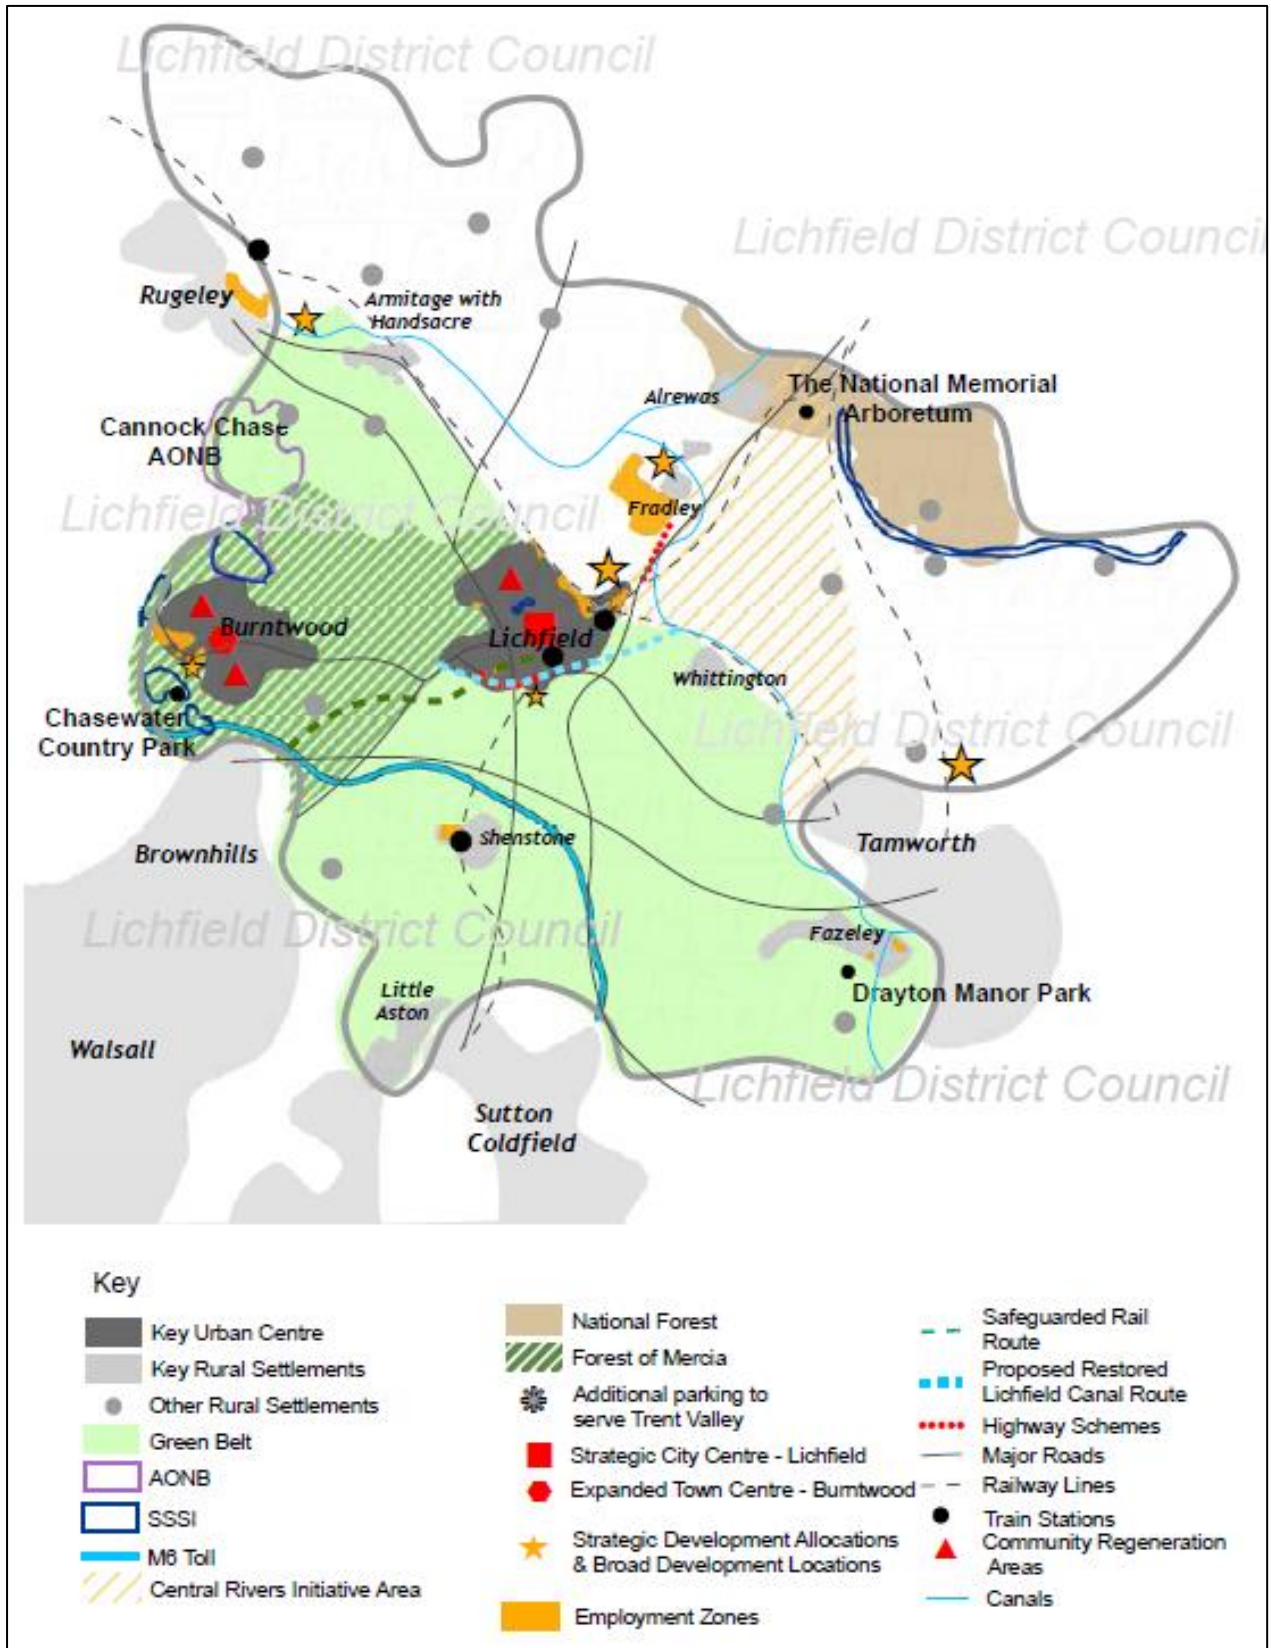 Lichfield District Council
Lichfield District Council
Rugeley
Armitage with
Handsacre
Alrewas
The National Memorial
Arboretum
Cannock Chase
AONB
Lichfield District Council
Fradley
Burntwood
Lichfield
Whittington
Chasewater
Country Park
Lichfield District Council
Shenstone
Brownhills
Tamworth
Lichfield District Council
Fazeley
Little
Aston
Drayton Manor Park
Walsall
Lichfield District Council
Sutton
Coldfield
Key
Key Urban Centre
Key Rural Settlements
Other Rural Settlements
Green Belt
AONB
SSSI
M6 Toll
Central Rivers Initiative Area
National Forest
Forest of Mercia
Additional parking to
serve Trent Valley
Strategic City Centre - Lichfield
Expanded Town Centre - Burntwood
Strategic Development Allocations
& Broad Development Locations
Employment Zones
Safeguarded Rail
Route
Proposed Restored
Lichfield Canal Route
Highway Schemes
Major Roads
Railway Lines
Train Stations
Community Regeneration
Areas
Canals